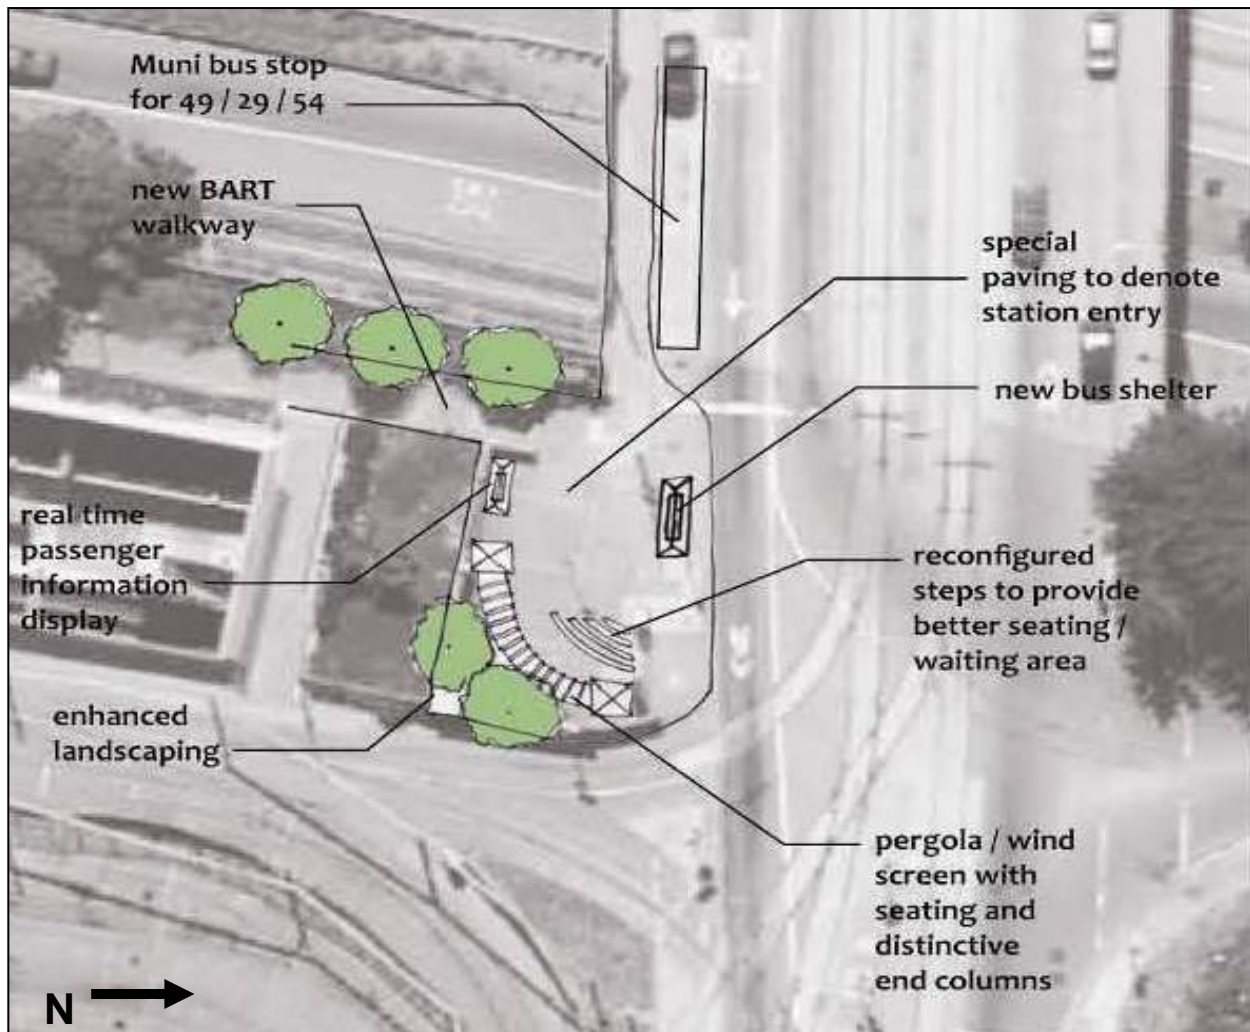 Muni bus stop
for 49 / 29 / 54
new BART
walkway
special
paving to denote
station entry
new bus shelter
real time
passenger
information
display
reconfigured
steps to provide
better seating /
waiting area
enhanced
landscaping
pergola / wind
screen with
seating and
distinctive
end columns
N